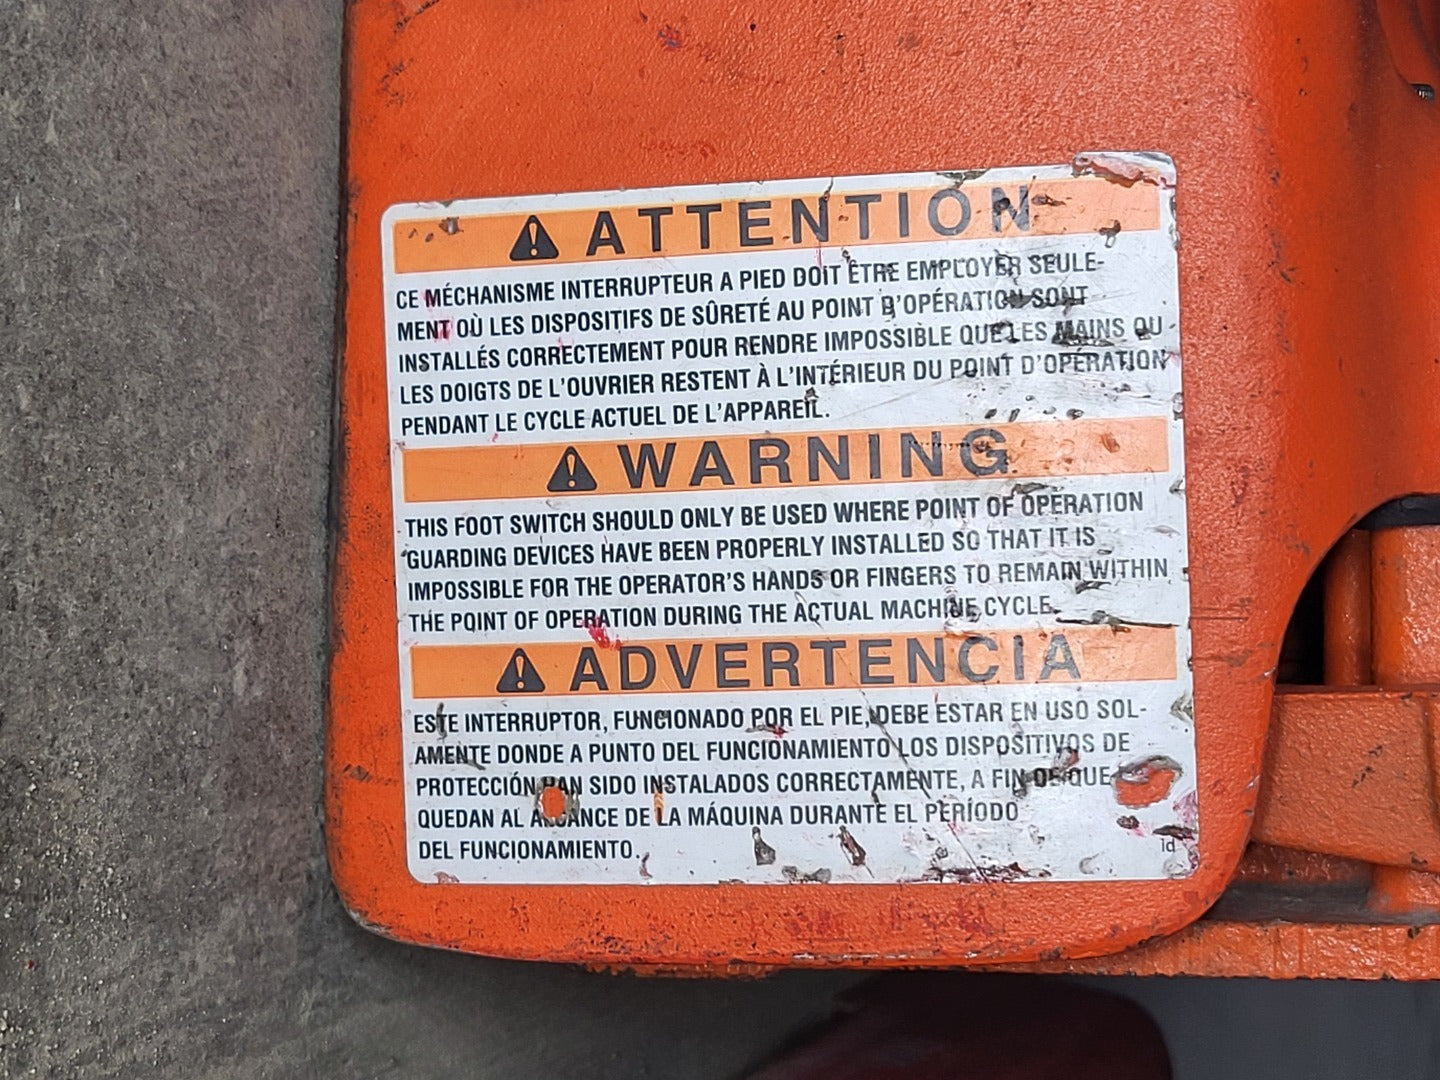 ATTENTION
CE MÉCHANISME INTERRUPTEUR A PIED DOIT ÊTRE EMPLOYER SEULE-
MENT OÙ LES DISPOSITIFS DE SÛRETÉ AU POINT D'OPÉRATION SONT
INSTALLÉS CORRECTEMENT POUR RENDRE IMPOSSIBLE QUE LES MAINS OU
LES DOIGTS DE L'OUVRIER RESTENT À L'INTÉRIEUR DU POINT D'OPÉRATION
PENDANT LE CYCLE ACTUEL DE L'APPAREIL.
WARNING
THIS FOOT SWITCH SHOULD ONLY BE USED WHERE POINT OF OPERATION
GUARDING DEVICES HAVE BEEN PROPERLY INSTALLED SO THAT IT IS
IMPOSSIBLE FOR THE OPERATOR'S HANDS OR FINGERS TO REMAIN WITHIN
THE POINT OF OPERATION DURING THE ACTUAL MACHINE CYCLE.
ADVERTENCIA
ESTE INTERRUPTOR, FUNCIONADO POR EL PIE, DEBE ESTAR EN USO SOL-
AMENTE DONDE A PUNTO DEL FUNCIONAMIENTO LOS DISPOSITIVOS DE
PROTECCIÓN HAN SIDO INSTALADOS CORRECTAMENTE, A FIN DE QUE
QUEDAN AL ALCANCE DE LA MÁQUINA DURANTE EL PERÍODO
DEL FUNCIONAMIENTO.